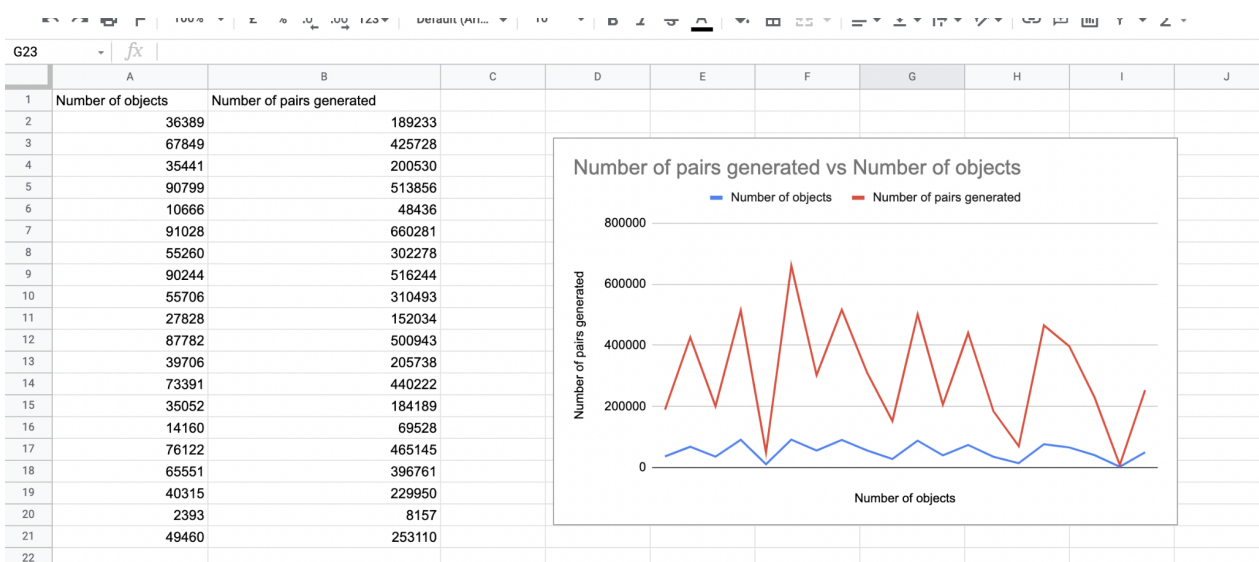 100% £ % .0 .00 123 Default (Ari... 10 B I S A
G23 fx
A B C D E F G H I J
1 Number of objects Number of pairs generated
2 36389 189233
3 67849 425728
4 35441 200530
5 90799 513856
6 10666 48436
7 91028 660281
8 55260 302278
9 90244 516244
10 55706 310493
11 27828 152034
12 87782 500943
13 39706 205738
14 73391 440222
15 35052 184189
16 14160 69528
17 76122 465145
18 65551 396761
19 40315 229950
20 2393 8157
21 49460 253110
22
Number of pairs generated vs Number of objects
Number of objects Number of pairs generated
800000
600000
400000
200000
0
Number of pairs generated
Number of objects